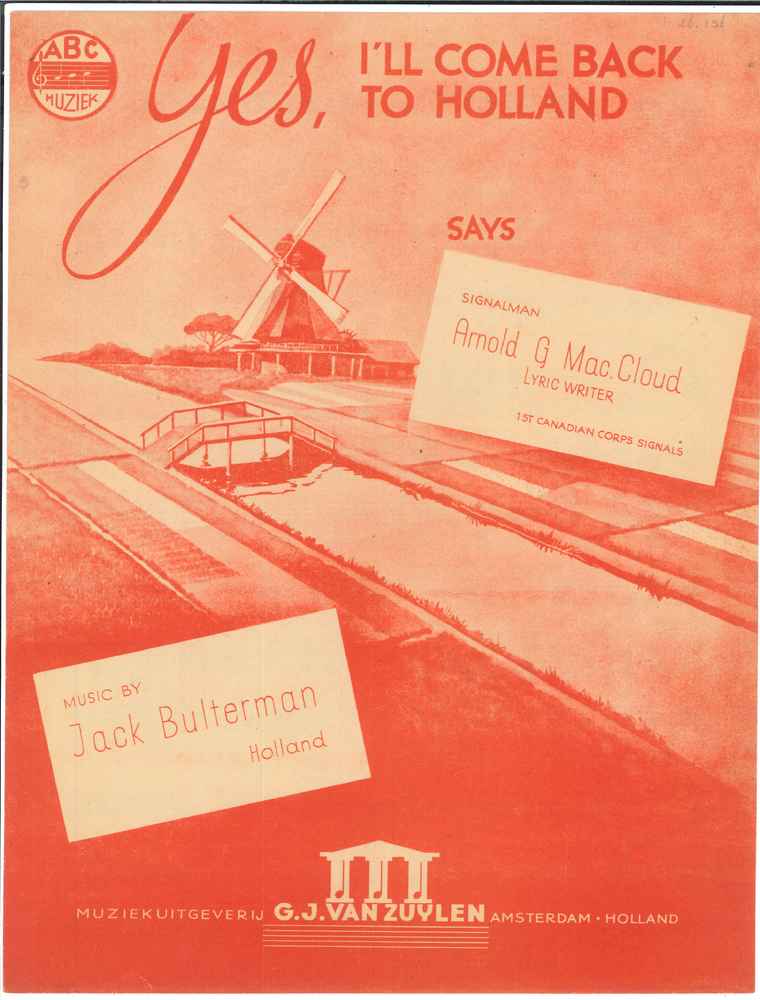 ABC
MUZIEK
Yes, I'LL COME BACK
TO HOLLAND
SAYS
SIGNALMAN
Arnold G Mac.Cloud
LYRIC WRITER
1ST CANADIAN CORPS SIGNALS
MUSIC BY
Jack Bulterman
Holland
MUZIEKUITGEVERIJ G.J. VAN ZUYLEN AMSTERDAM • HOLLAND